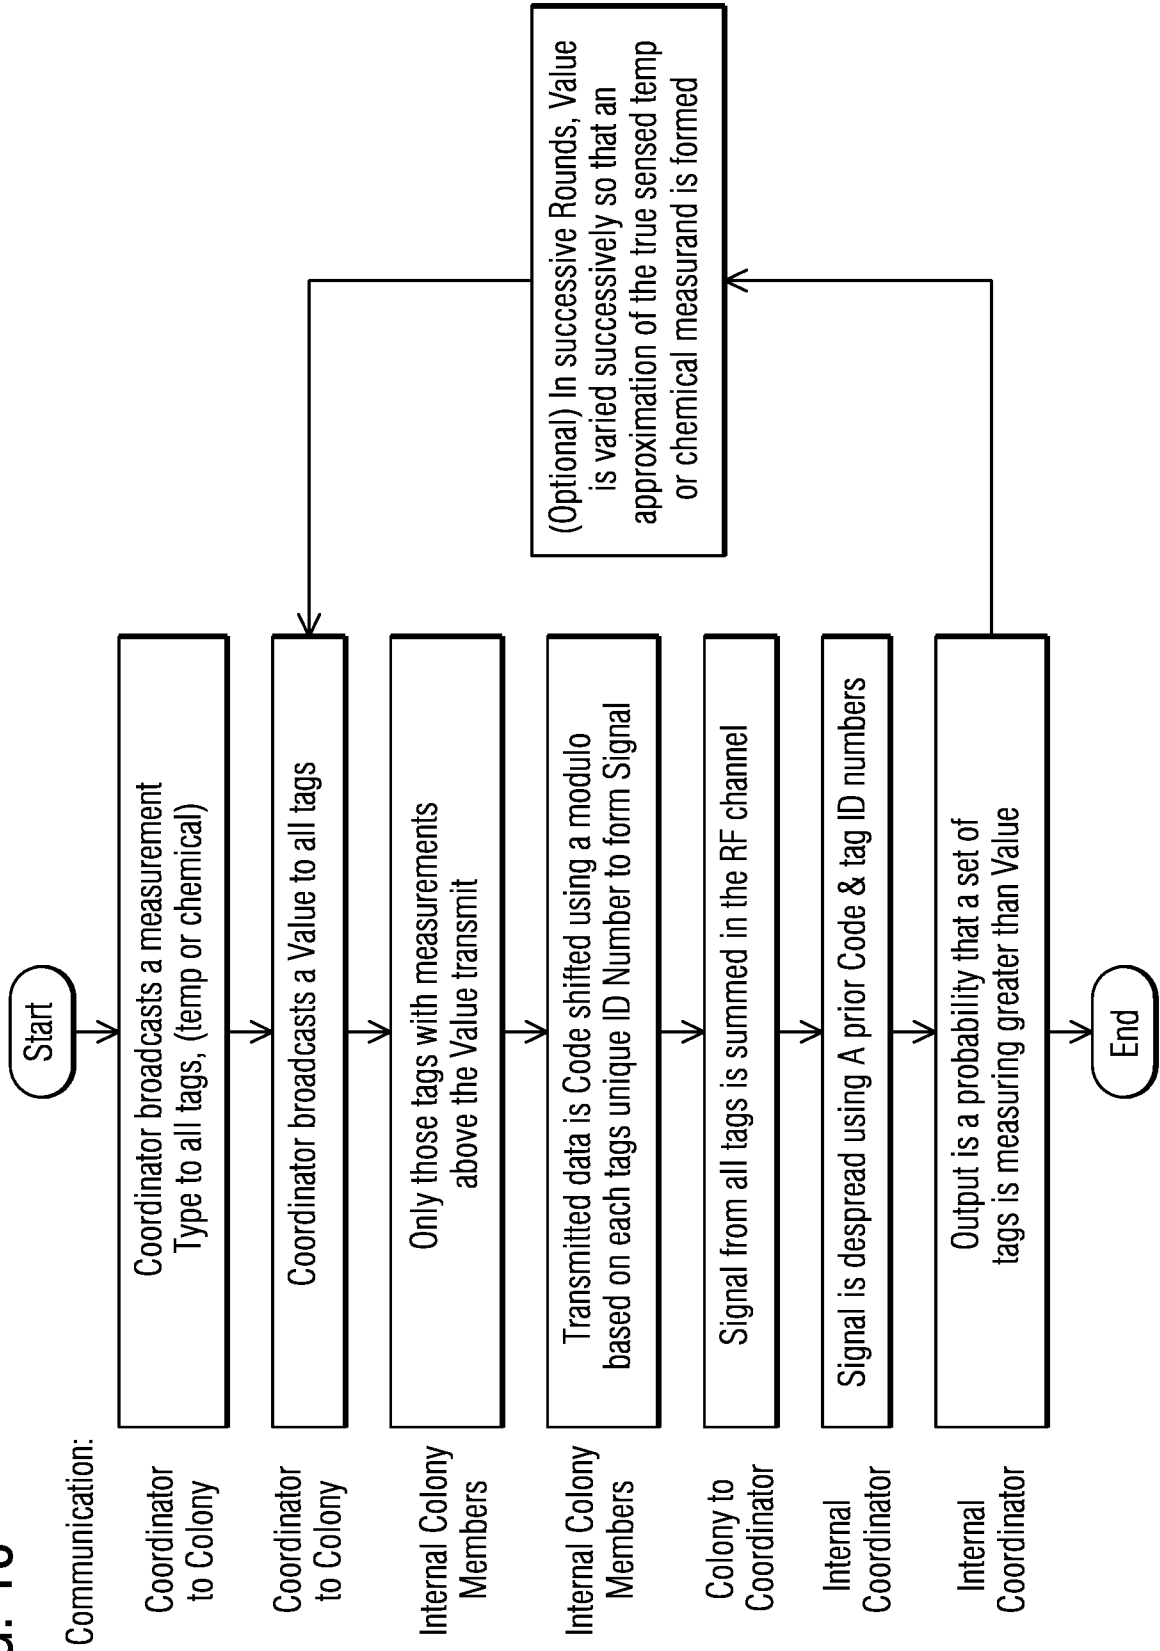 Communication:
Start
Coordinator
to Colony
Coordinator broadcasts a measurement
Type to all tags, (temp or chemical)
Coordinator
to Colony
Coordinator broadcasts a Value to all tags
Internal Colony
Members
Only those tags with measurements
above the Value transmit
Internal Colony
Members
Transmitted data is Code shifted using a modulo
based on each tags unique ID Number to form Signal
Colony to
Coordinator
Signal from all tags is summed in the RF channel
Internal
Coordinator
Signal is despread using A prior Code & tag ID numbers
Internal
Coordinator
Output is a probability that a set of
tags is measuring greater than Value
End
(Optional) In successive Rounds, Value
is varied successively so that an
approximation of the true sensed temp
or chemical measurand is formed